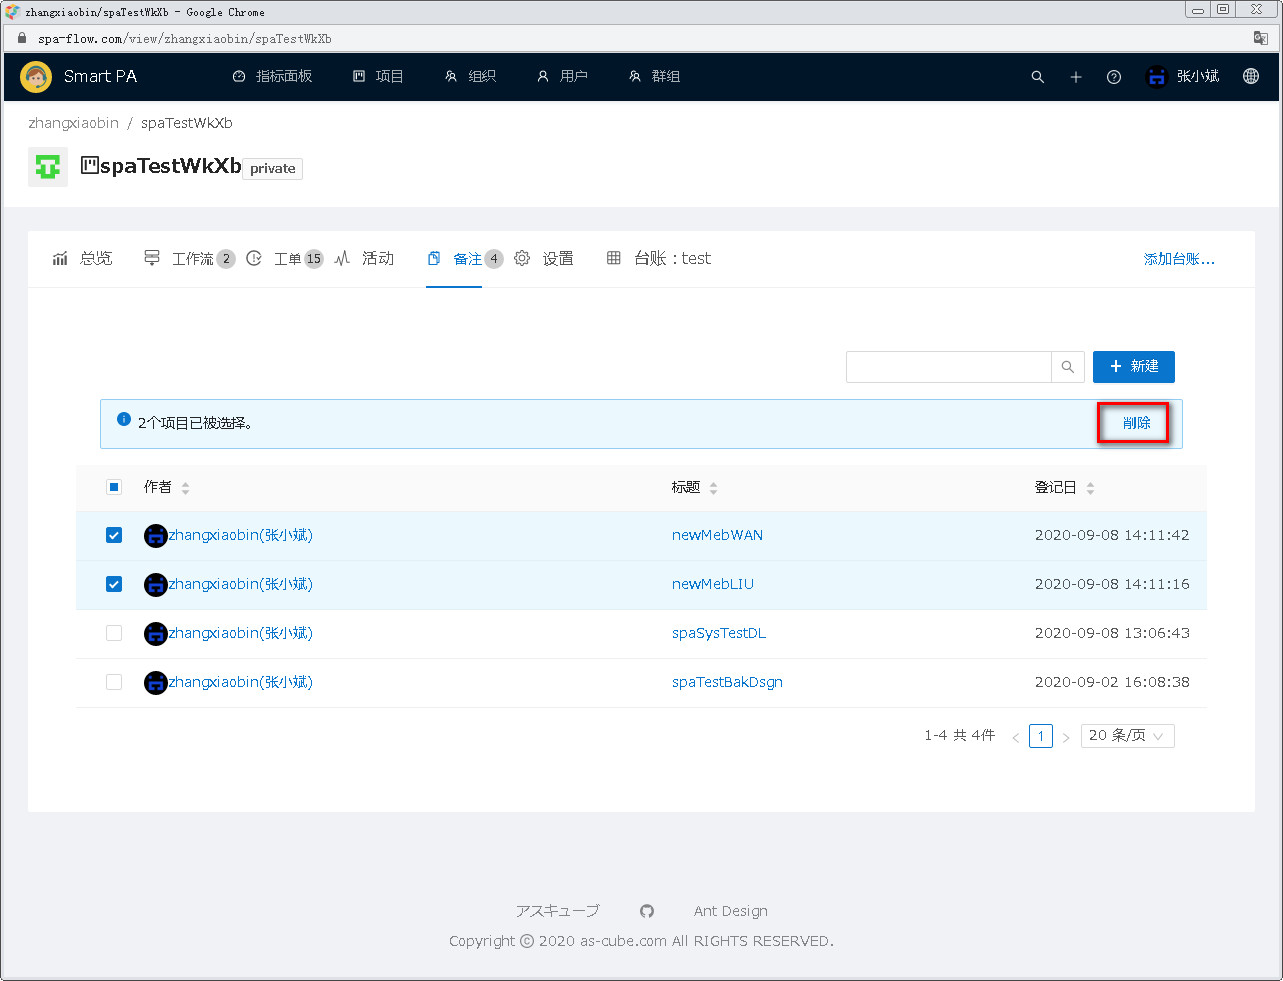 zhangxiaobin/spaTestWkXb - Google Chrome
spa-flow.com/view/zhangxiaobin/spaTestWkXb
Smart PA 指标面板 项目 组织 用户 群组 张小斌
zhangxiaobin / spaTestWkXb
spaTestWkXb private
总览 工作流 2 工单 15 活动 备注 4 设置 台账：test 添加台账...
+ 新建
2个项目已被选择。 删除
作者 标题 登记日
zhangxiaobin(张小斌) newMebWAN 2020-09-08 14:11:42
zhangxiaobin(张小斌) newMebLIU 2020-09-08 14:11:16
zhangxiaobin(张小斌) spaSysTestDL 2020-09-08 13:06:43
zhangxiaobin(张小斌) spaTestBakDsgn 2020-09-02 16:08:38
1-4 共 4件 < 1 > 20 条/页
アスキューブ Ant Design
Copyright © 2020 as-cube.com All RIGHTS RESERVED.